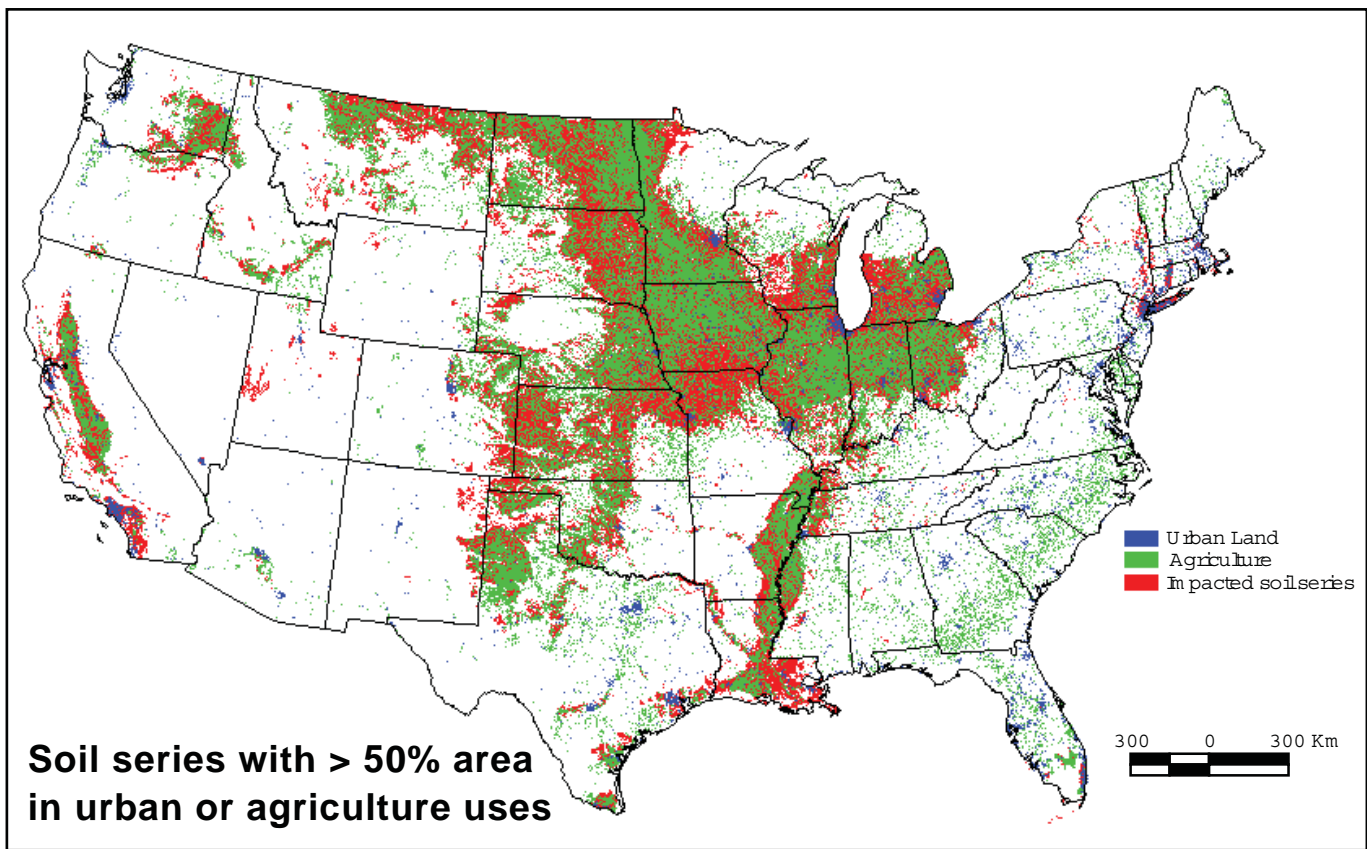 Urban Land
Agriculture
Impacted soil series
300 0 300 Km
Soil series with > 50% area
in urban or agriculture uses